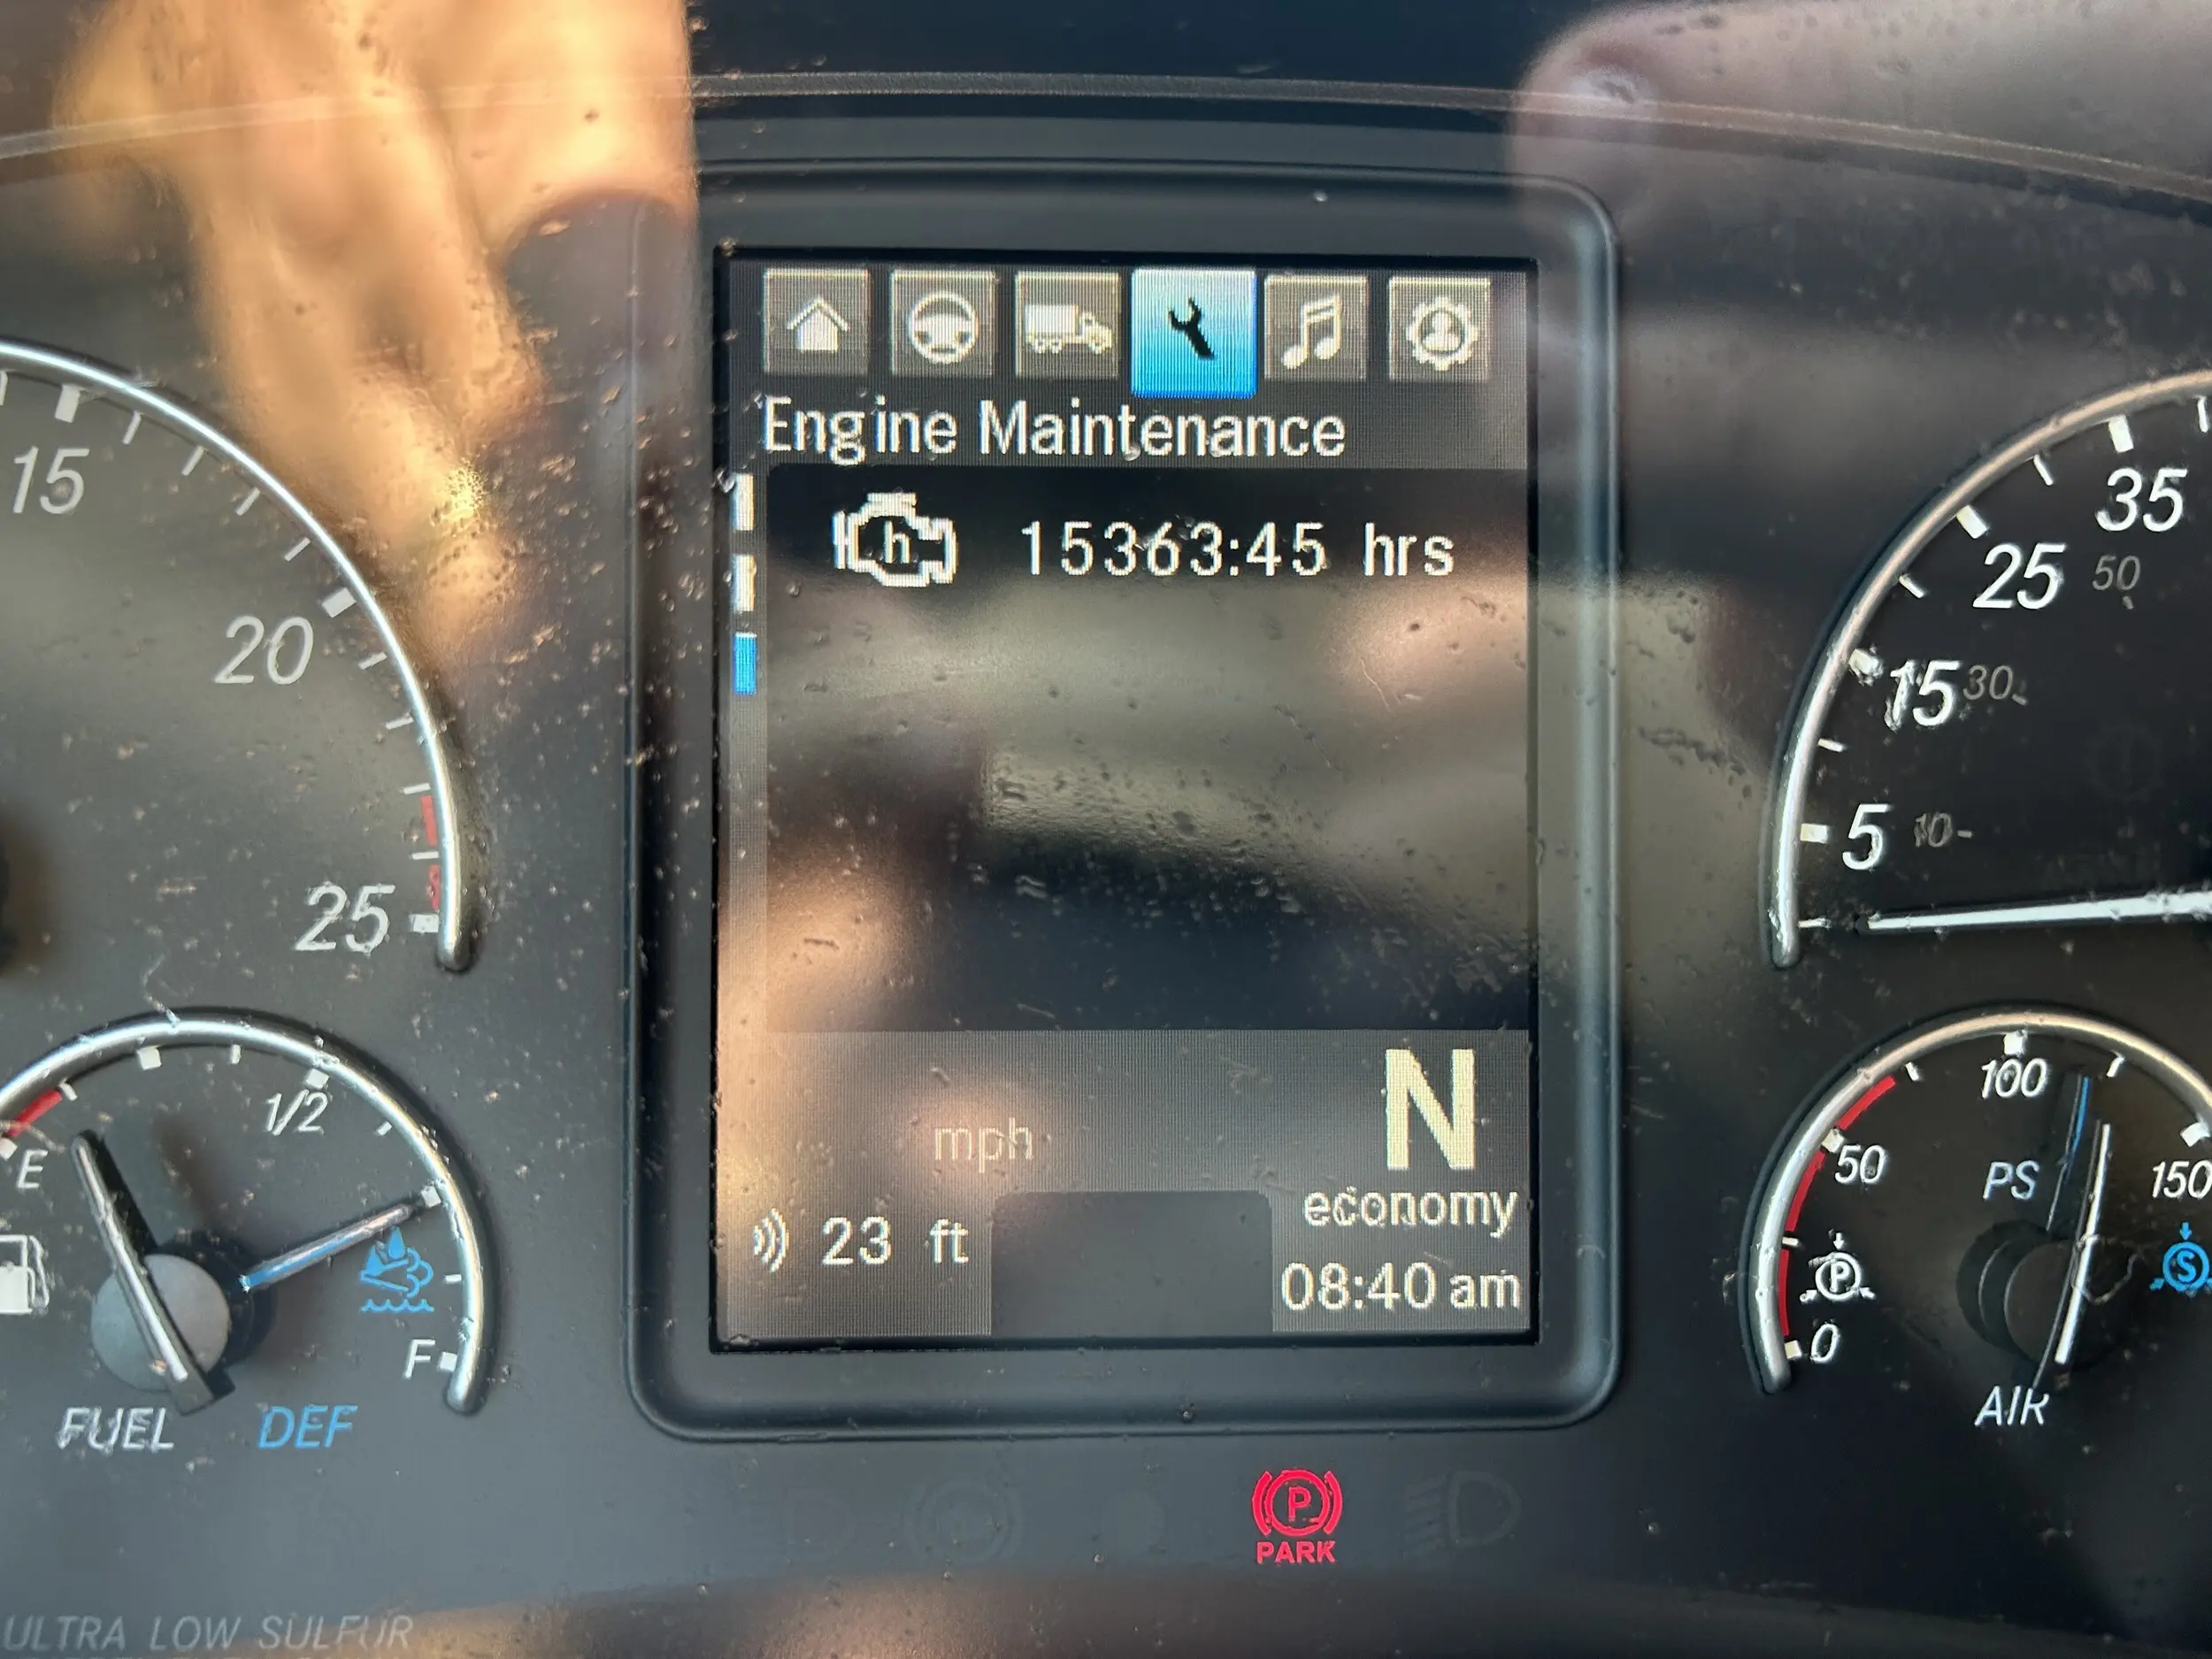 Engine Maintenance
h 15363:45 hrs
15
20
25
35
25 50
15 30
5 10
N
mph
economy
23 ft
08:40 am
1/2
E
F
FUEL DEF
100
50
PS
150
P
S
0
AIR
P
PARK
ULTRA LOW SULFUR